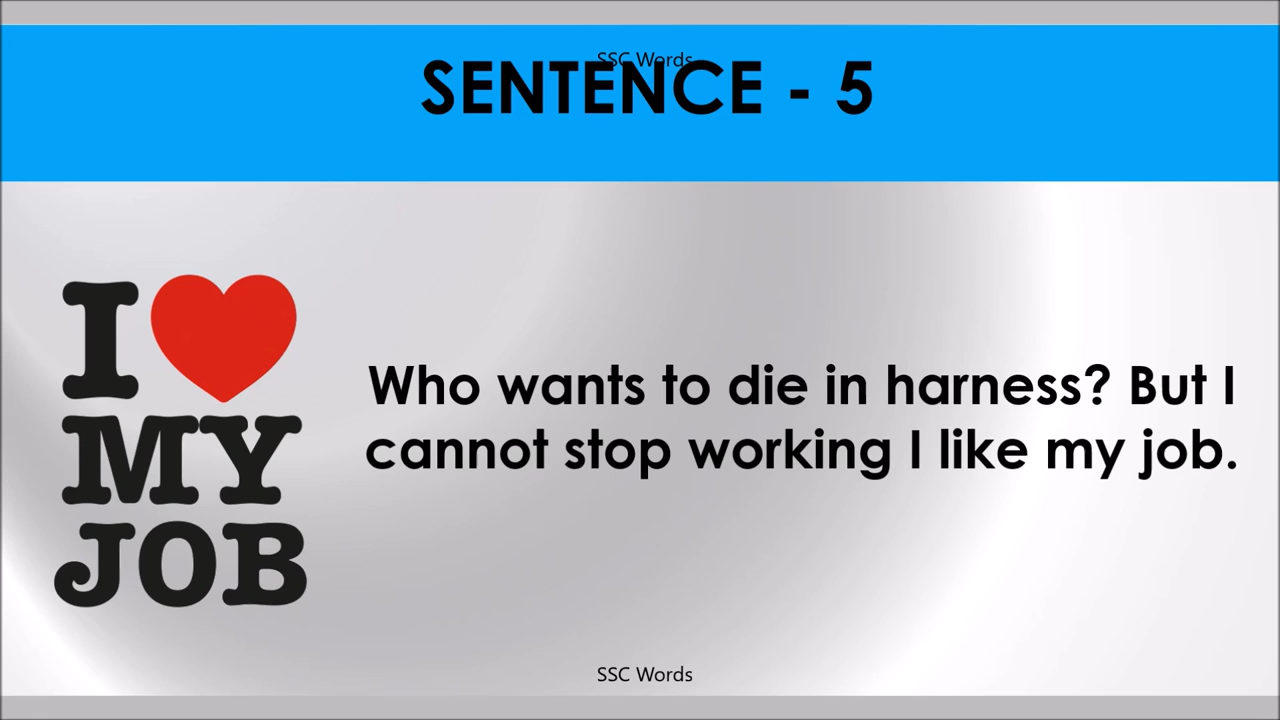 SSC Words
SENTENCE - 5
I
MY
JOB
Who wants to die in harness? But I
cannot stop working I like my job.
SSC Words